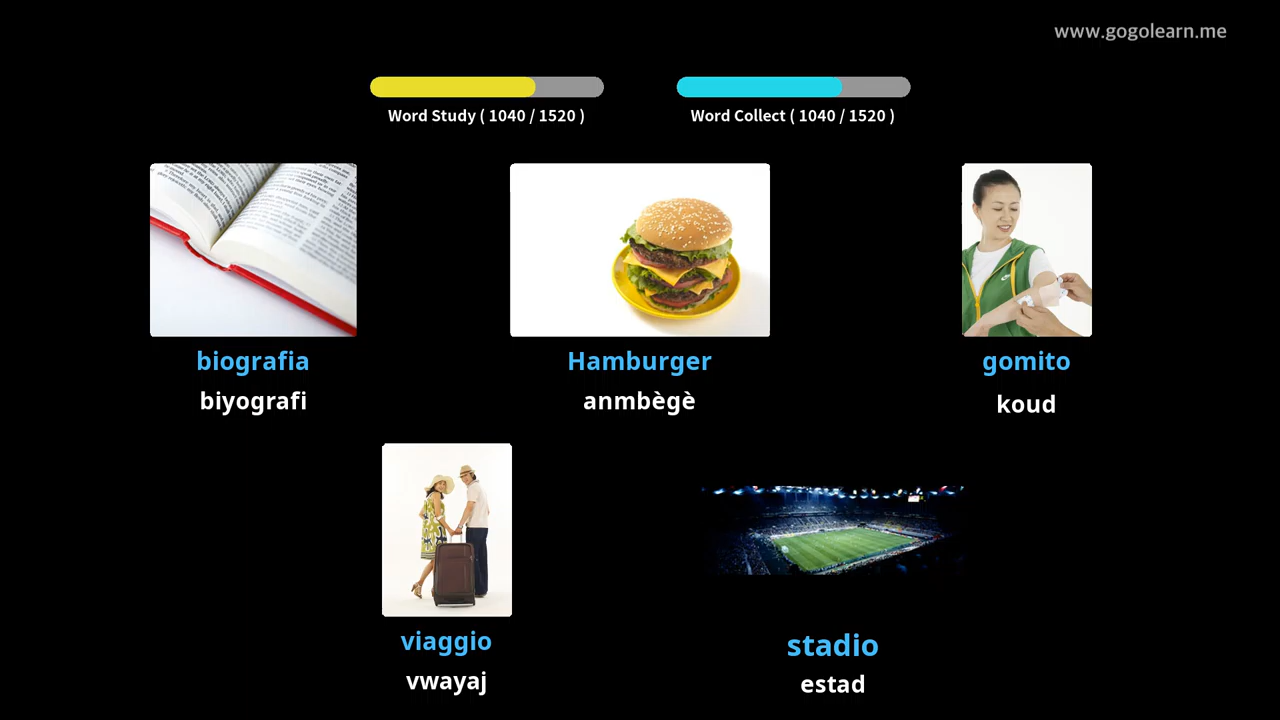 www.gogolearn.me
Word Study ( 1040 / 1520 )
Word Collect ( 1040 / 1520 )
biografia
biyografi
Hamburger
anmbègè
gomito
koud
viaggio
vwayaj
stadio
estad